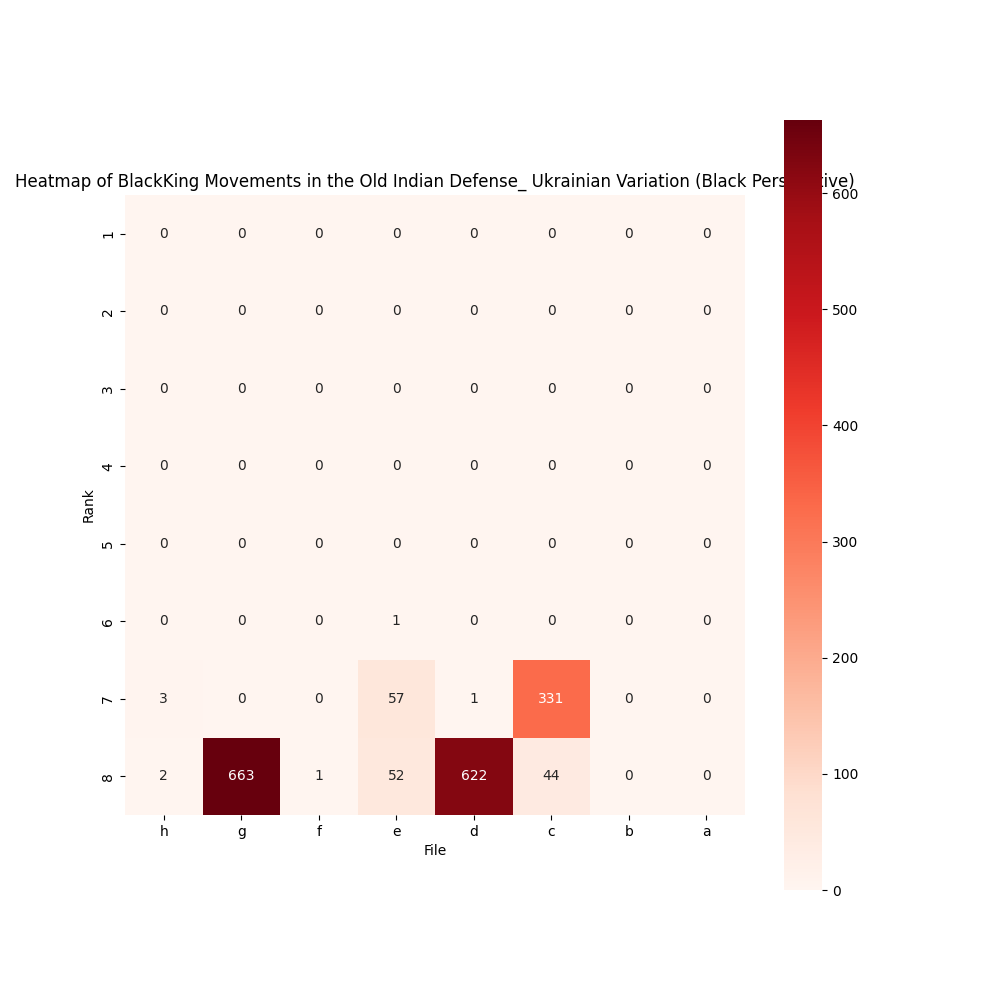 Heatmap of BlackKing Movements in the Old Indian Defense_ Ukrainian Variation (Black Perspective)
600
500
400
300
200
100
0
Rank
1 0 0 0 0 0 0 0 0
2 0 0 0 0 0 0 0 0
3 0 0 0 0 0 0 0 0
4 0 0 0 0 0 0 0 0
5 0 0 0 0 0 0 0 0
6 0 0 0 1 0 0 0 0
7 3 0 0 57 1 331 0 0
8 2 663 1 52 622 44 0 0
h g f e d c b a
File